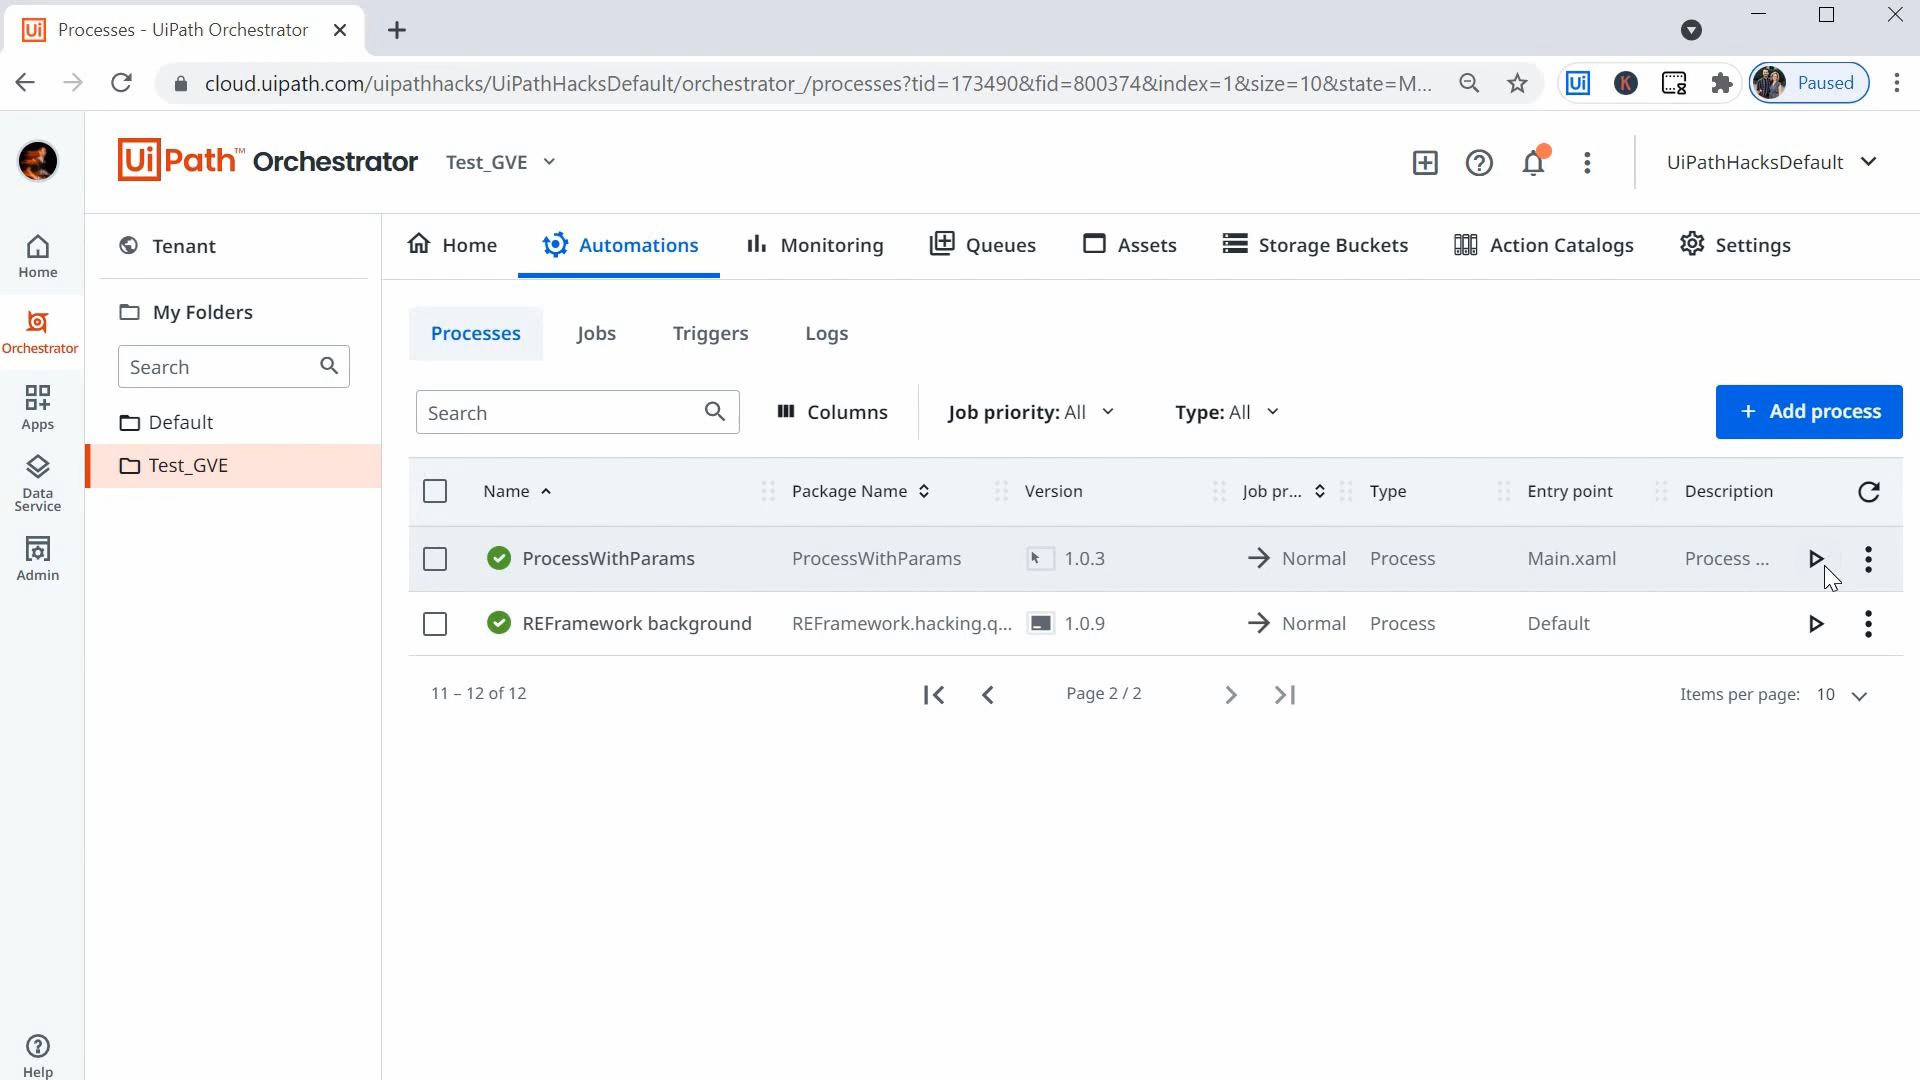 Processes - UiPath Orchestrator
cloud.uipath.com/uipathhacks/UiPathHacksDefault/orchestrator_/processes?tid=173490&fid=800374&index=1&size=10&state=M...
Ui
K
Paused
UiPath™ Orchestrator
Test_GVE
UiPathHacksDefault
Home
Orchestrator
Apps
Data
Service
Admin
Help
Tenant
My Folders
Search
Default
Test_GVE
Home
Automations
Monitoring
Queues
Assets
Storage Buckets
Action Catalogs
Settings
Processes
Jobs
Triggers
Logs
Search
Columns
Job priority: All
Type: All
+ Add process
Name
Package Name
Version
Job pr...
Type
Entry point
Description
ProcessWithParams
ProcessWithParams
1.0.3
Normal
Process
Main.xaml
Process ...
REFramework background
REFramework.hacking.q...
1.0.9
Normal
Process
Default
11 – 12 of 12
Page 2 / 2
Items per page: 10